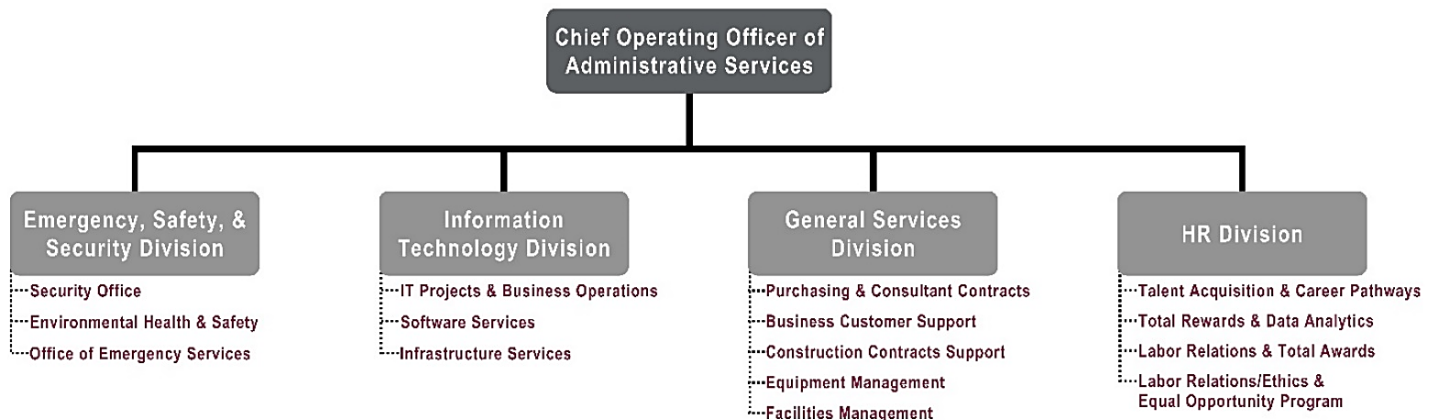 Chief Operating Officer of
Administrative Services
Emergency, Safety, &
Security Division
Security Office
Environmental Health & Safety
Office of Emergency Services
Information
Technology Division
IT Projects & Business Operations
Software Services
Infrastructure Services
General Services
Division
Purchasing & Consultant Contracts
Business Customer Support
Construction Contracts Support
Equipment Management
Facilities Management
HR Division
Talent Acquisition & Career Pathways
Total Rewards & Data Analytics
Labor Relations & Total Awards
Labor Relations/Ethics &
Equal Opportunity Program